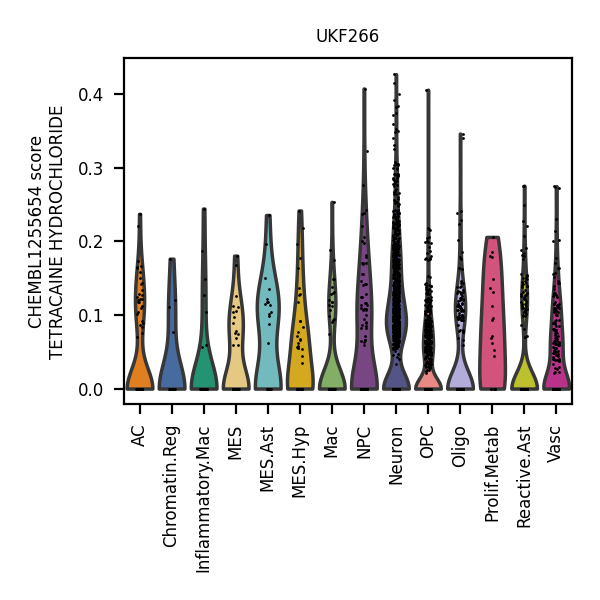 UKF266
CHEMBL1255654 score
TETRACAINE HYDROCHLORIDE
0.4
0.3
0.2
0.1
0.0
AC
Chromatin.Reg
Inflammatory.Mac
MES
MES.Ast
MES.Hyp
Mac
NPC
Neuron
OPC
Oligo
Prolif.Metab
Reactive.Ast
Vasc